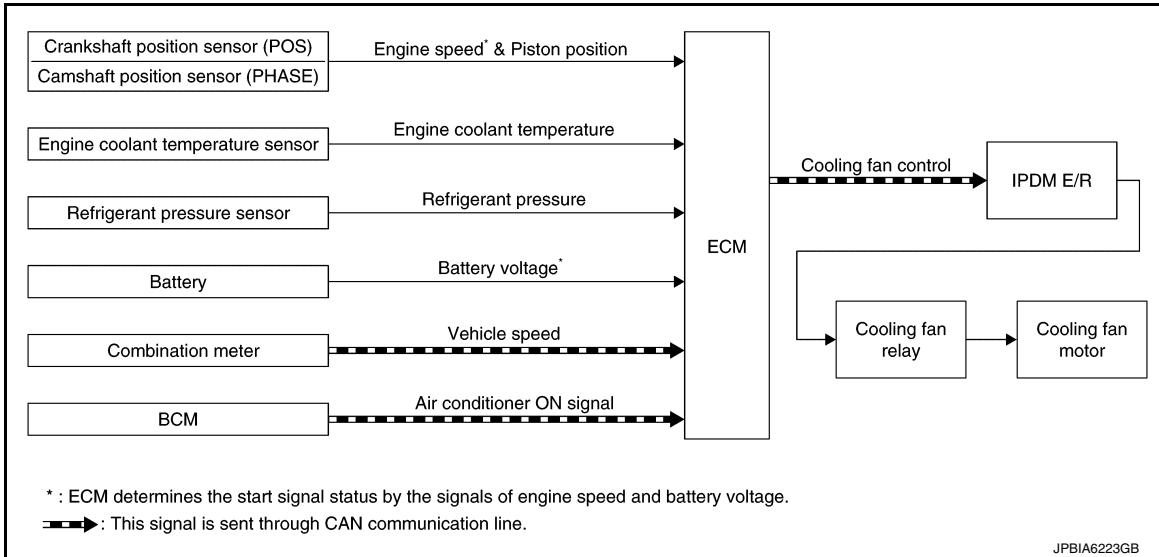 Crankshaft position sensor (POS)
Camshaft position sensor (PHASE)
Engine speed* & Piston position
Engine coolant temperature sensor
Engine coolant temperature
Refrigerant pressure sensor
Refrigerant pressure
Battery
Battery voltage*
Combination meter
Vehicle speed
BCM
Air conditioner ON signal
ECM
Cooling fan control
IPDM E/R
Cooling fan
relay
Cooling fan
motor
* : ECM determines the start signal status by the signals of engine speed and battery voltage.
: This signal is sent through CAN communication line.
JPBIA6223GB